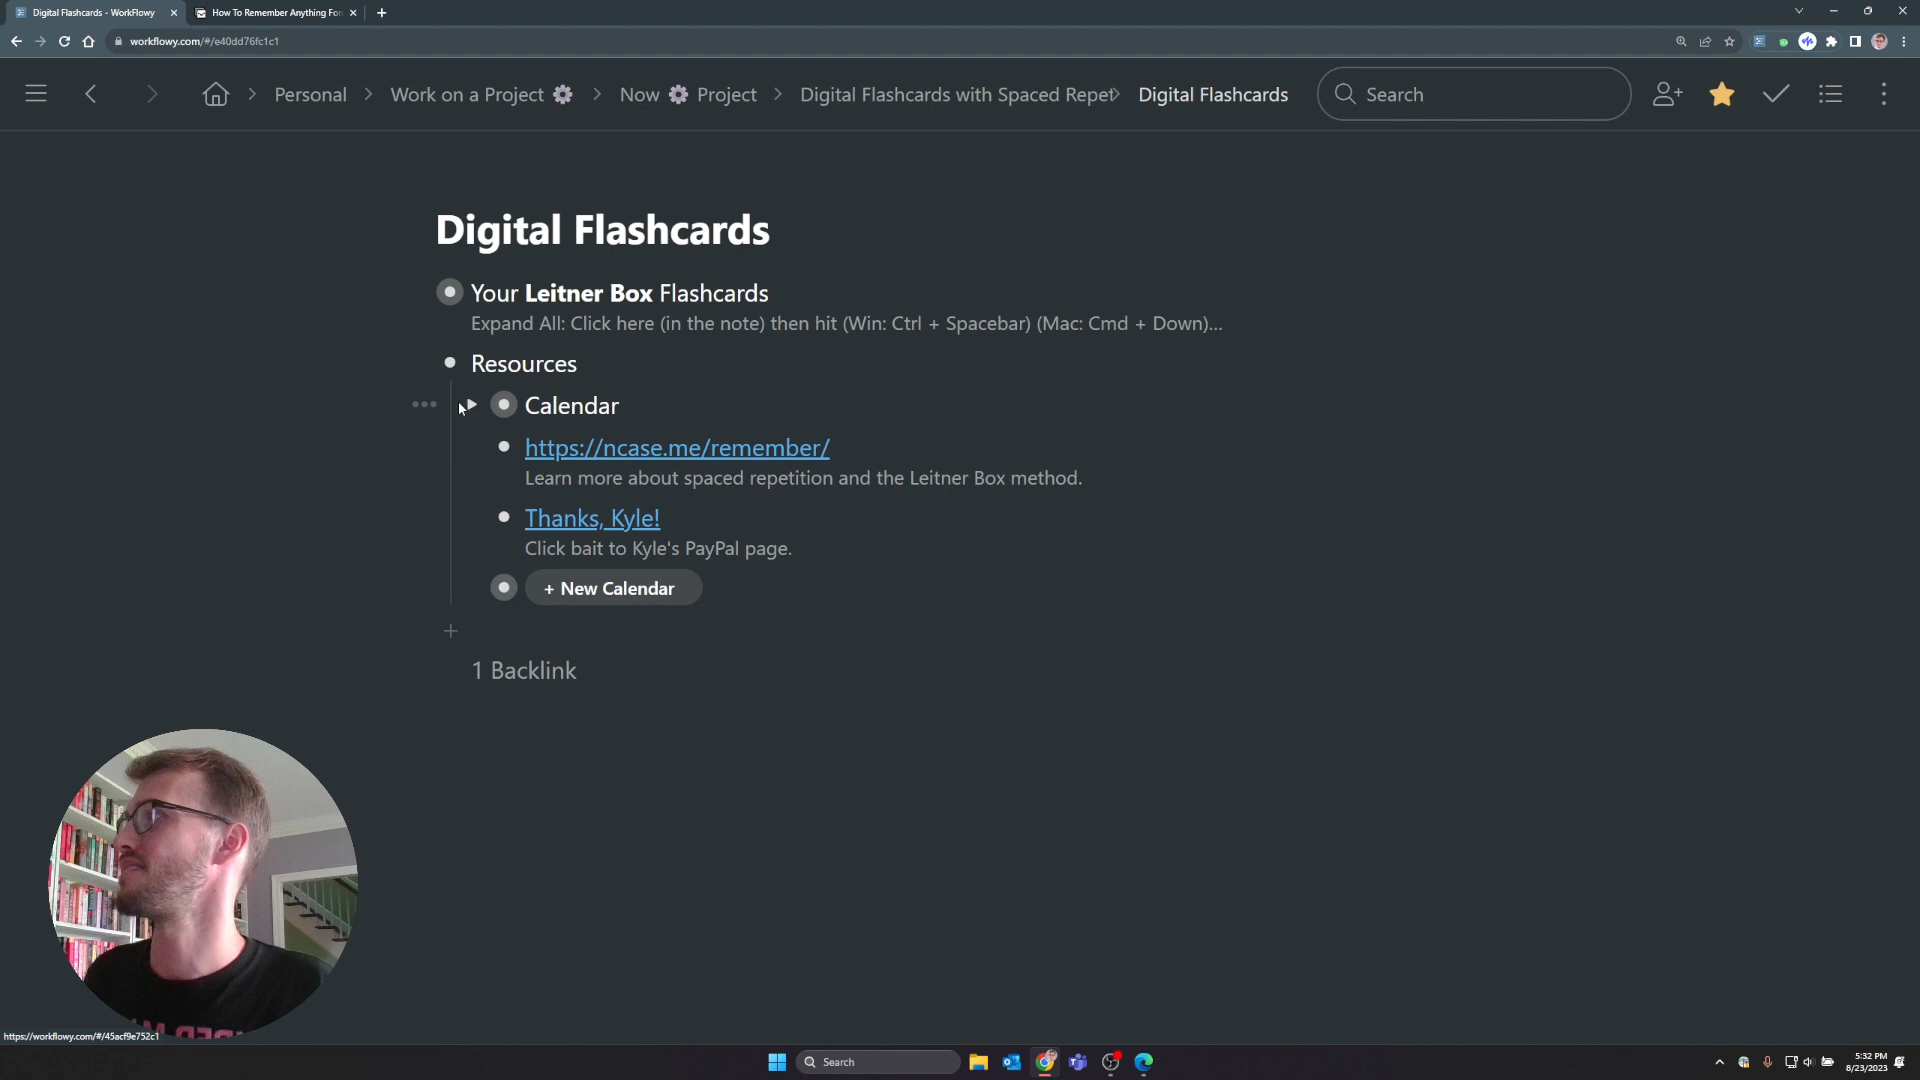 Digital Flashcards - WorkFlowy
How To Remember Anything For
workflowy.com/#/e40dd76fc1c1
Personal > Work on a Project > Now Project > Digital Flashcards with Spaced Repet > Digital Flashcards
Search
Digital Flashcards
Your Leitner Box Flashcards
Expand All: Click here (in the note) then hit (Win: Ctrl + Spacebar) (Mac: Cmd + Down)...
Resources
Calendar
https://ncase.me/remember/
Learn more about spaced repetition and the Leitner Box method.
Thanks, Kyle!
Click bait to Kyle's PayPal page.
+ New Calendar
1 Backlink
https://workflowy.com/#/45acf9e752c1
Search
5:32 PM
8/23/2023